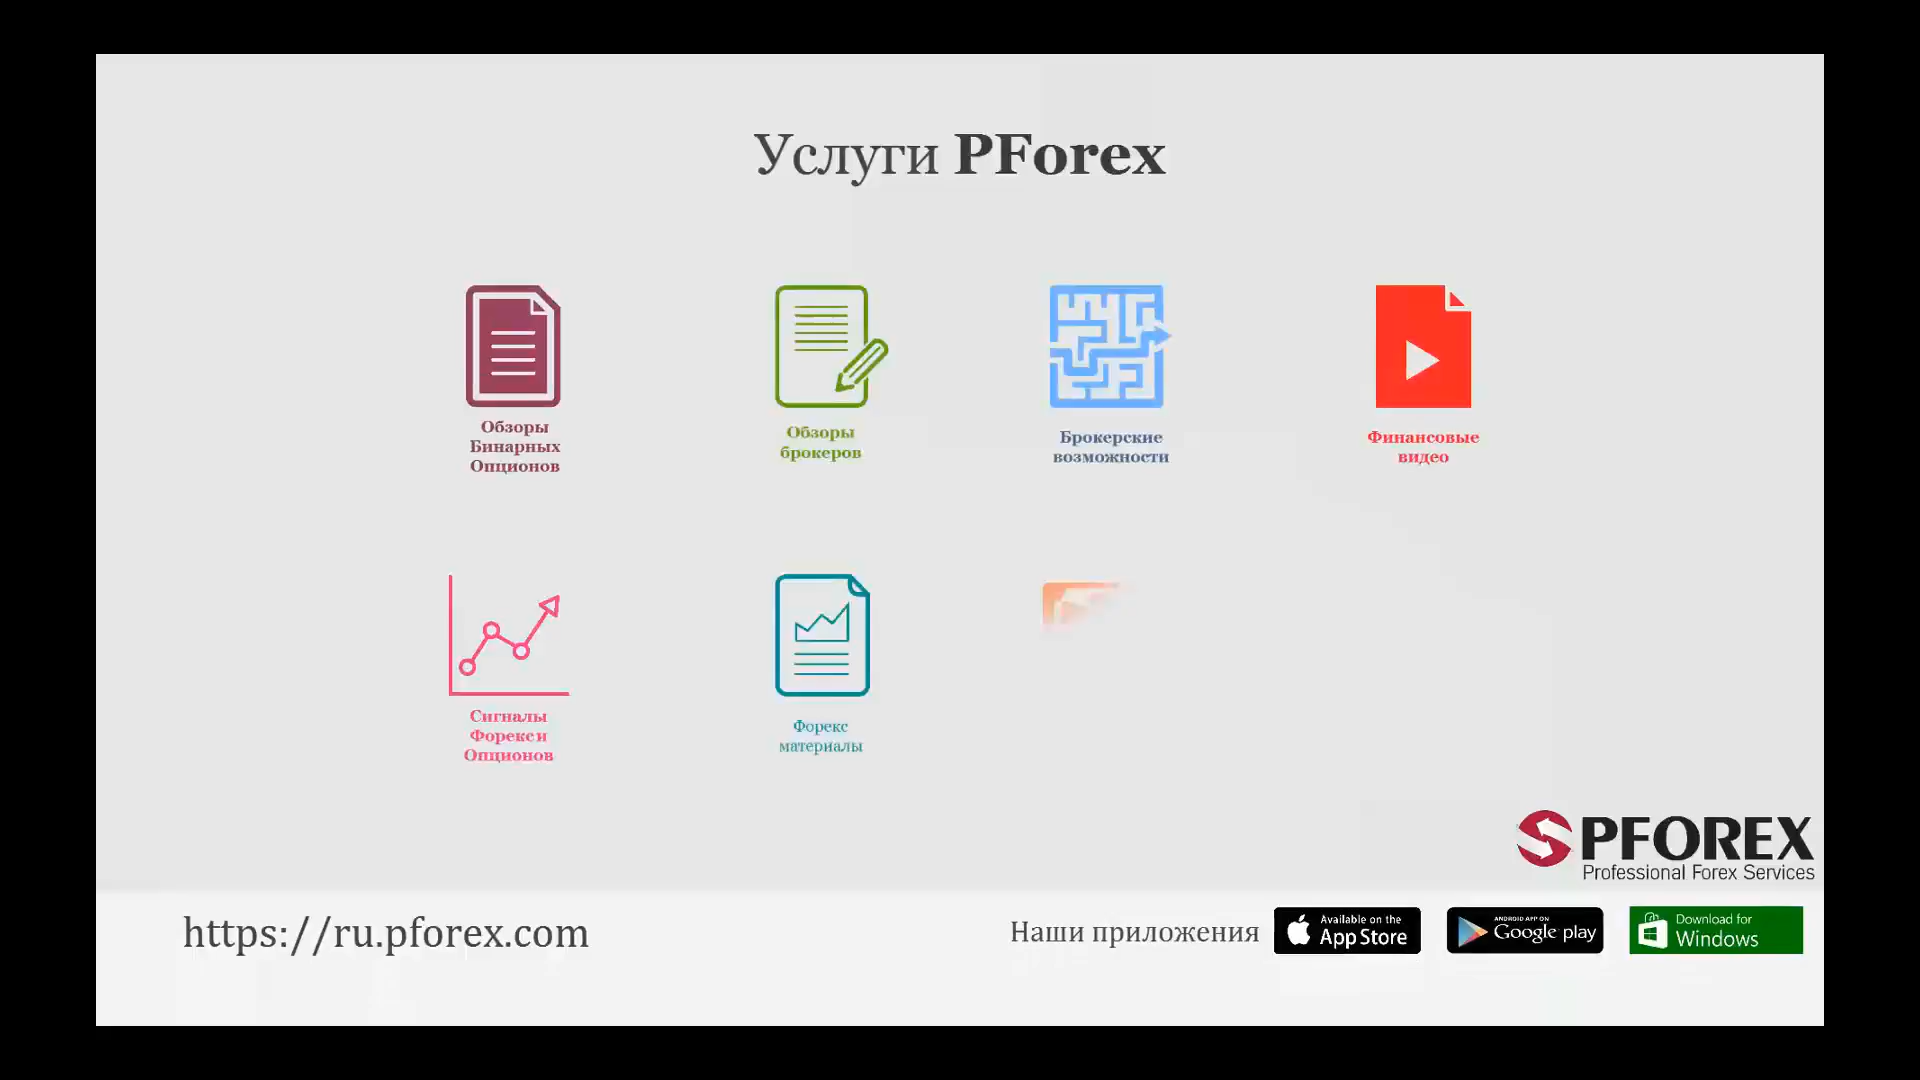 Услуги PForex
Обзоры
Бинарных
Опционов
Обзоры
брокеров
Брокерские
возможности
Финансовые
видео
Сигналы
Форекс и
Опционов
Форекс
материалы
PFOREX
Professional Forex Services
https://ru.pforex.com
Наши приложения
Available on the
App Store
ANDROID APP ON
Google play
Download for
Windows